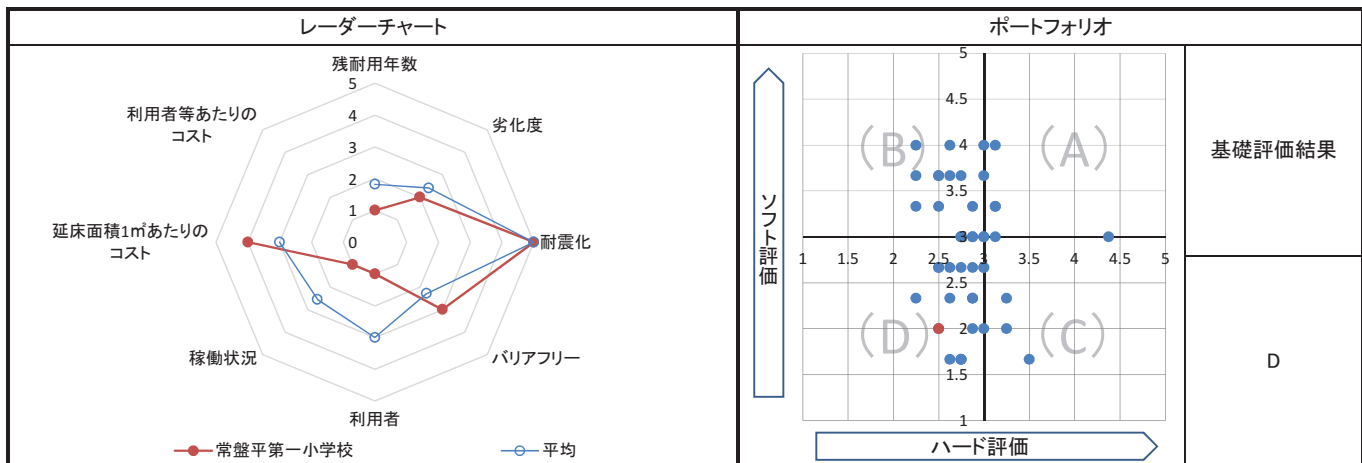 レーダーチャート
残耐用年数
5
4
3
2
1
0
劣化度
耐震化
バリアフリー
利用者
稼働状況
延床面積1㎡あたりの
コスト
利用者等あたりの
コスト
常盤平第一小学校
平均
ポートフォリオ
ソフト評価
5
4.5
4
3.5
3
2.5
2
1.5
1
1 1.5 2 2.5 3 3.5 4 4.5 5
(B)
(A)
(D)
(C)
ハード評価
基礎評価結果
D